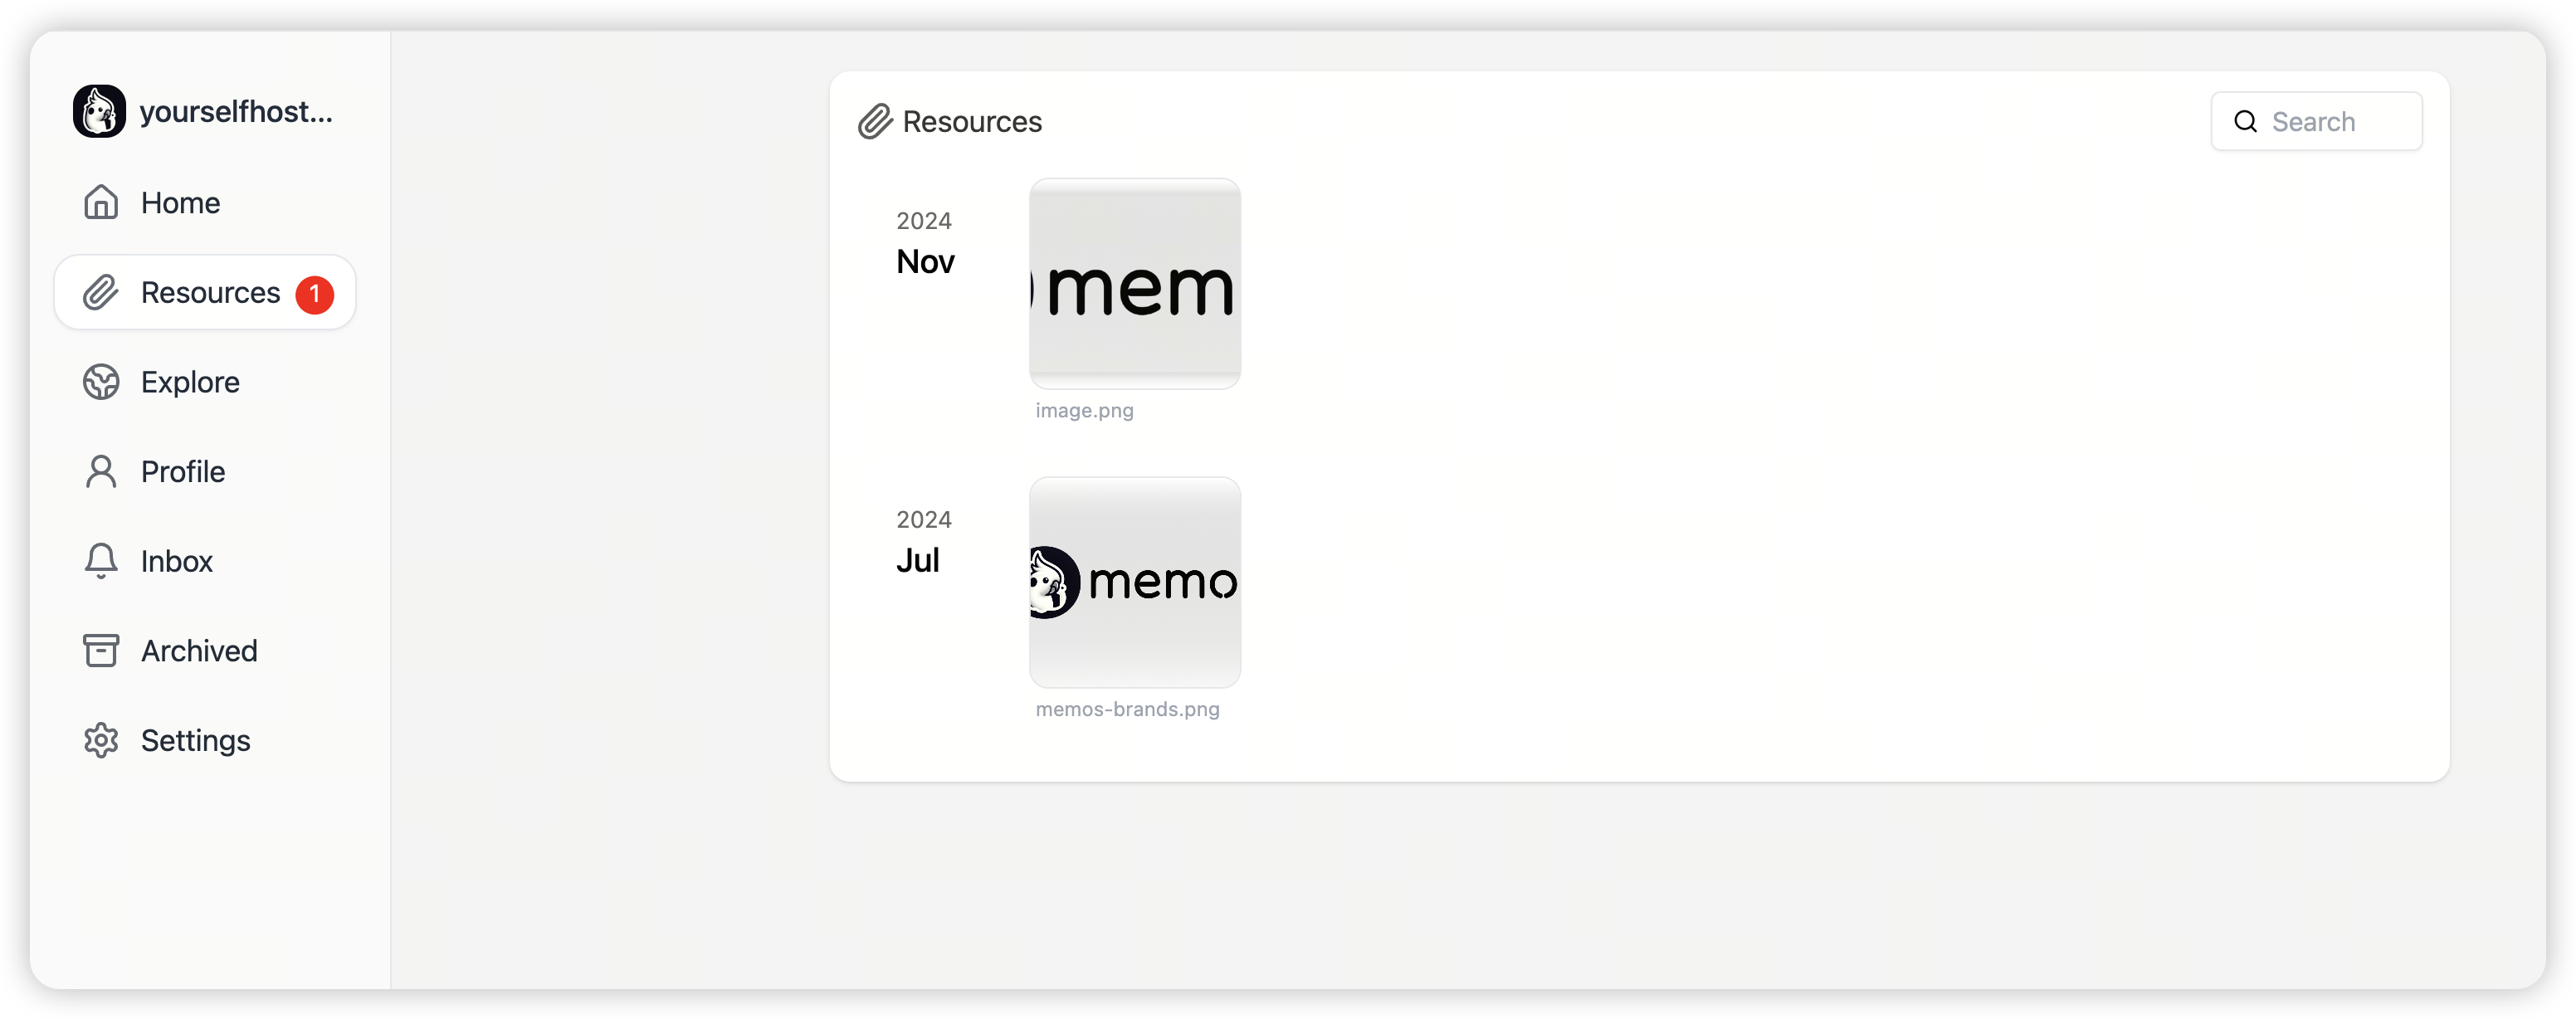 yourselfhost...
Home
Resources 1
Explore
Profile
Inbox
Archived
Settings
Resources
Search
2024
Nov
mem
image.png
2024
Jul
memo
memos-brands.png